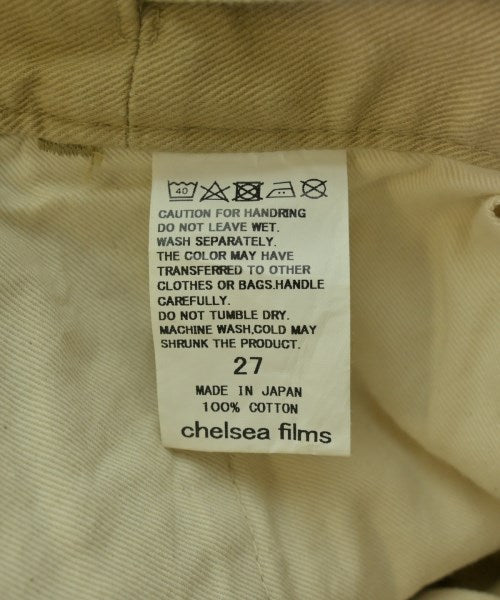 40
CAUTION FOR HANDRING
DO NOT LEAVE WET.
WASH SEPARATELY.
THE COLOR MAY HAVE
TRANSFERRED TO OTHER
CLOTHES OR BAGS.HANDLE
CAREFULLY.
DO NOT TUMBLE DRY.
MACHINE WASH,COLD MAY
SHRUNK THE PRODUCT.
27
MADE IN JAPAN
100% COTTON
chelsea films